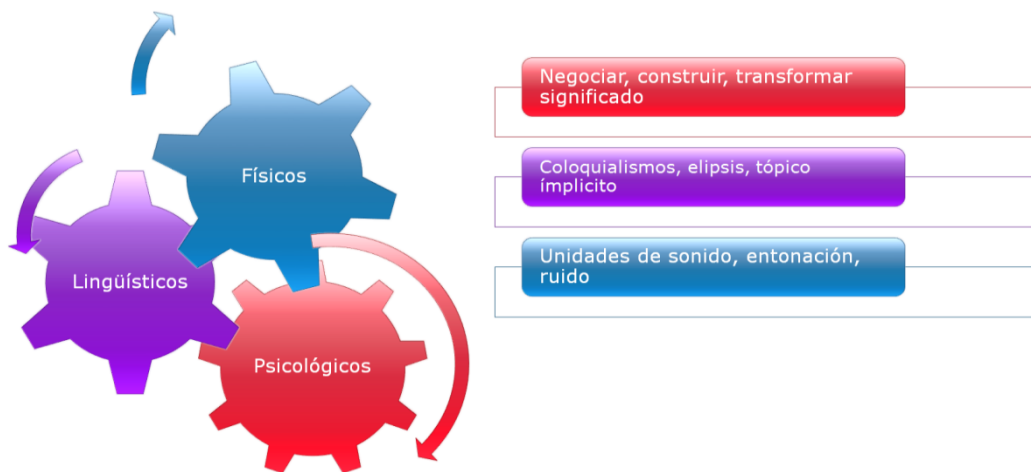 Físicos
Lingüísticos
Psicológicos
Negociar, construir, transformar
significado
Coloquialismos, elipsis, tópico
ímplicito
Unidades de sonido, entonación,
ruido